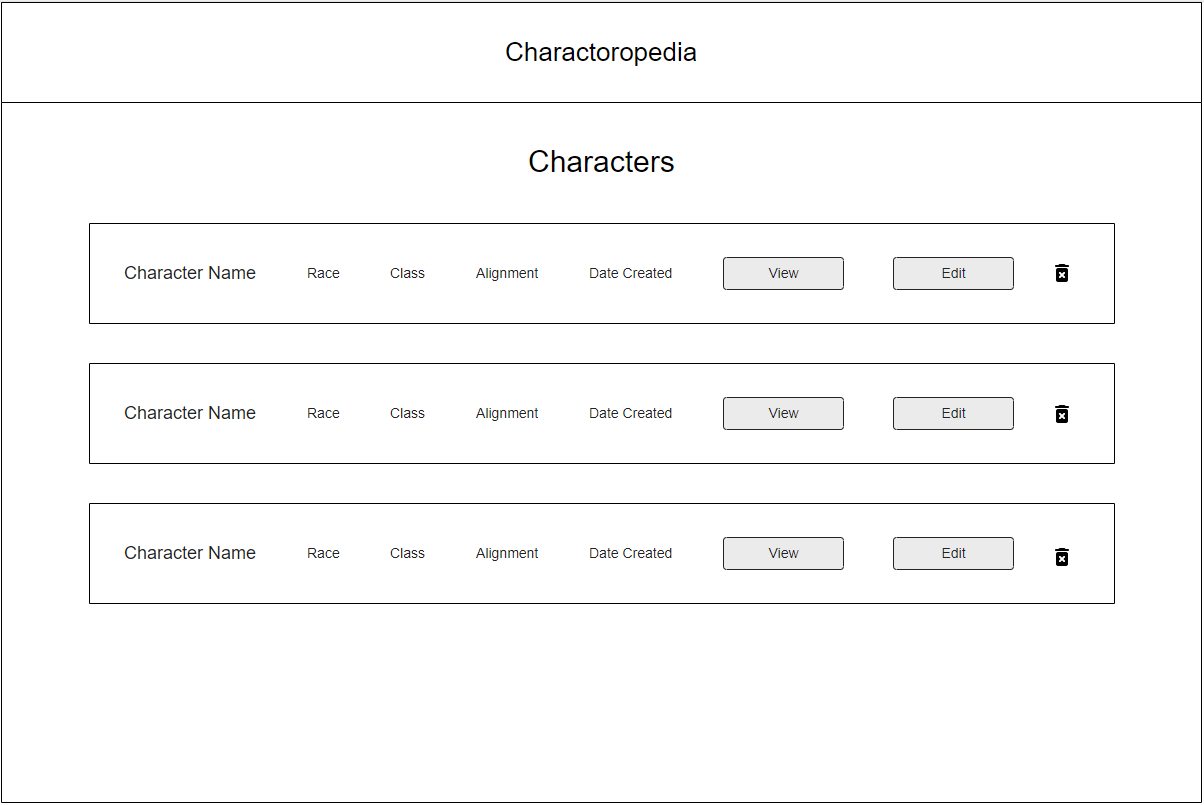 Charactoropedia
Characters
Character Name Race Class Alignment Date Created View Edit
Character Name Race Class Alignment Date Created View Edit
Character Name Race Class Alignment Date Created View Edit